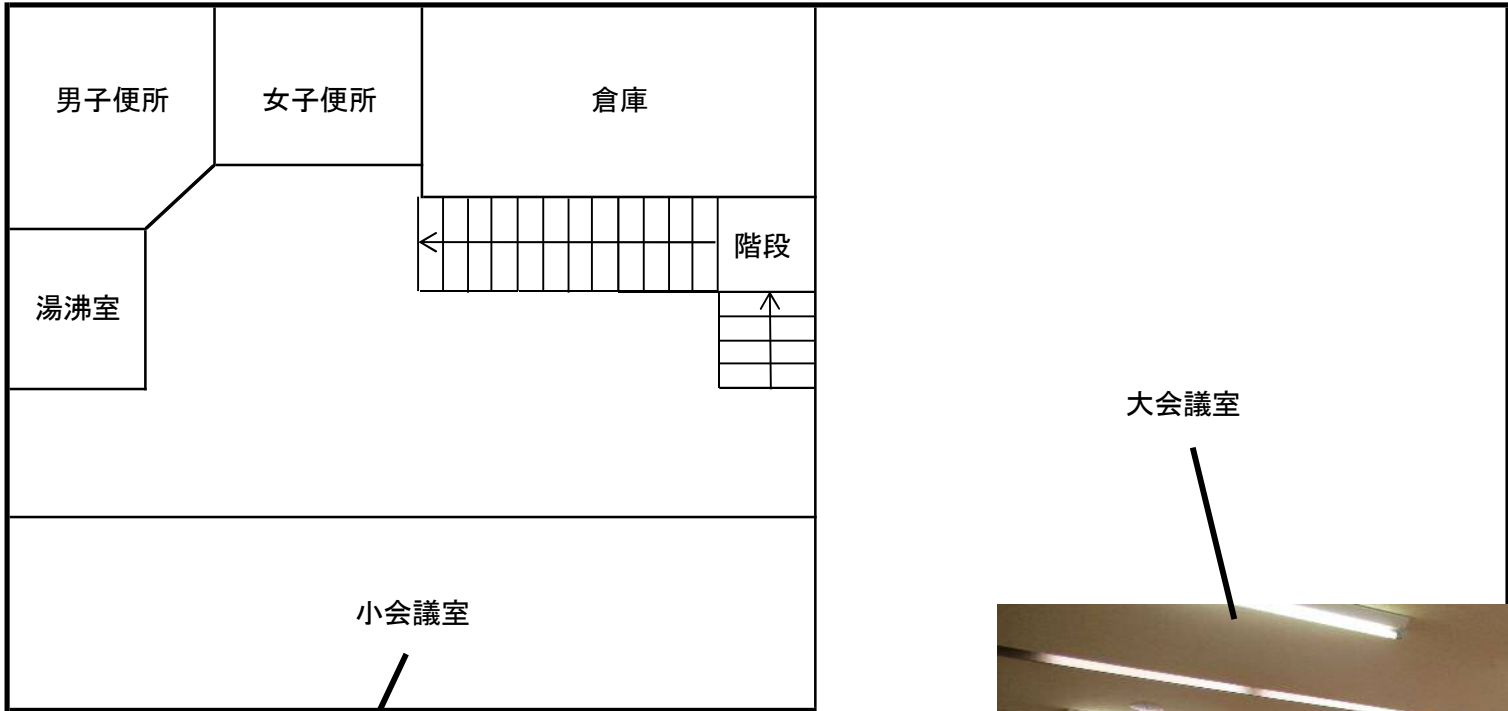 男子便所
女子便所
倉庫
階段
湯沸室
大会議室
小会議室